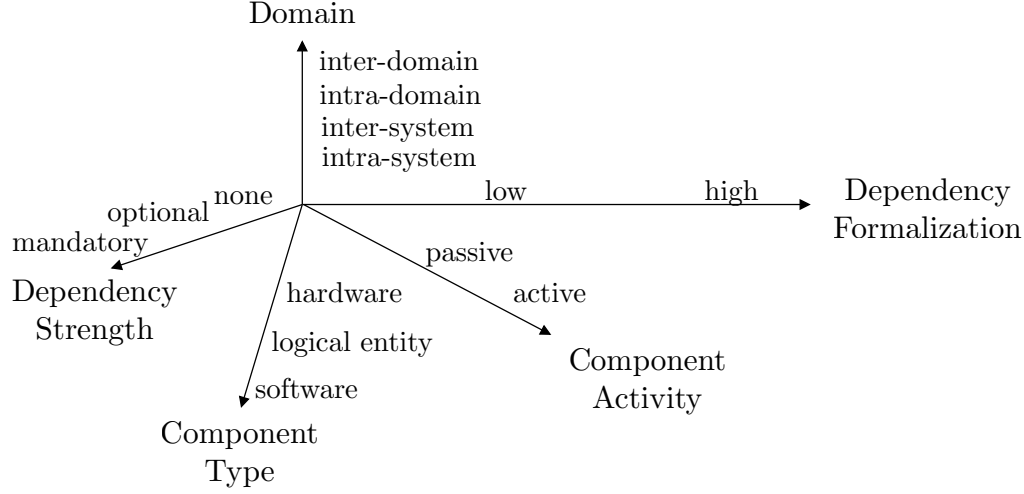 Domain
inter-domain
intra-domain
inter-system
intra-system
none
optional
mandatory
Dependency
Strength
low
high
Dependency
Formalization
passive
active
Component
Activity
hardware
logical entity
software
Component
Type